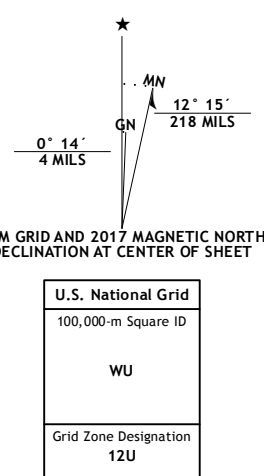 ★
MN
GN
12° 15´
218 MILS
0° 14´
4 MILS
M GRID AND 2017 MAGNETIC NORTH
DECLINATION AT CENTER OF SHEET
U.S. National Grid
100,000-m Square ID
WU
Grid Zone Designation
12U